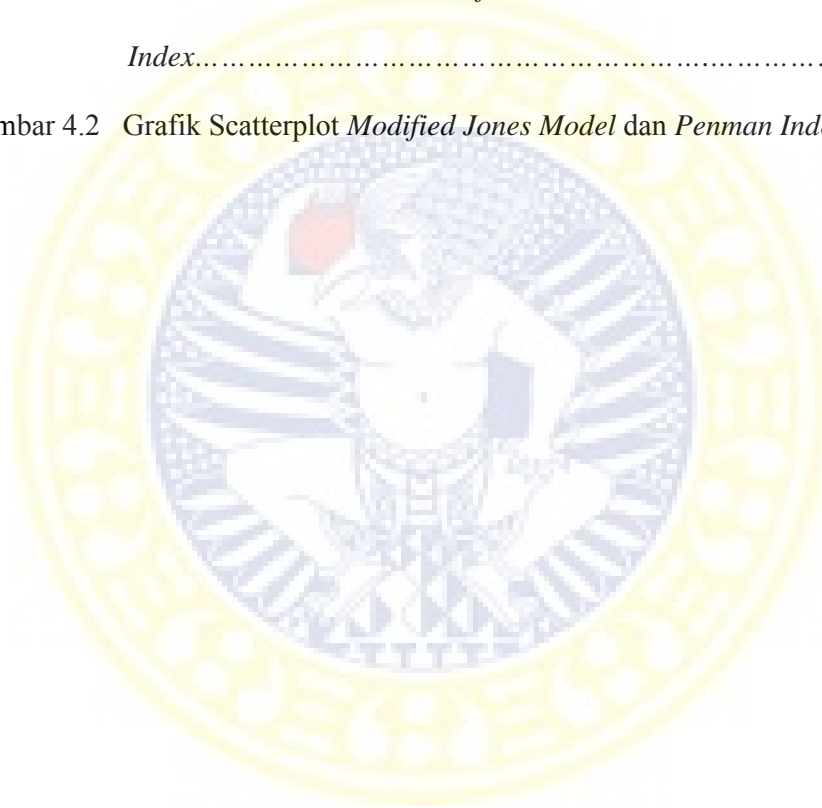 Index……………………………………………….…………
mbar 4.2 Grafik Scatterplot Modified Jones Model dan Penman Ind